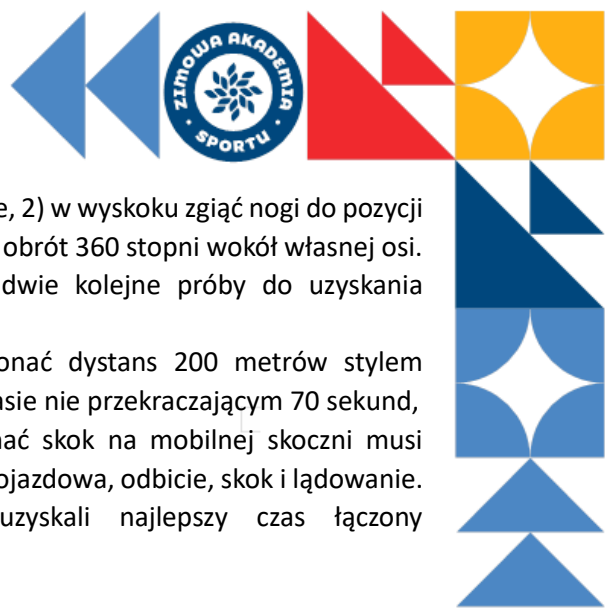 ZIMOWA AKADEMIA
SPORTU
e, 2) w wyskoku zgiąć nogi do pozycji
obrót 360 stopni wokół własnej osi.
dwie kolejne próby do uzyskania
onać dystans 200 metrów stylem
asie nie przekraczającym 70 sekund,
nać skok na mobilnej skoczni musi
ojazdowa, odbicie, skok i lądowanie.
uzyskali najlepszy czas łączony